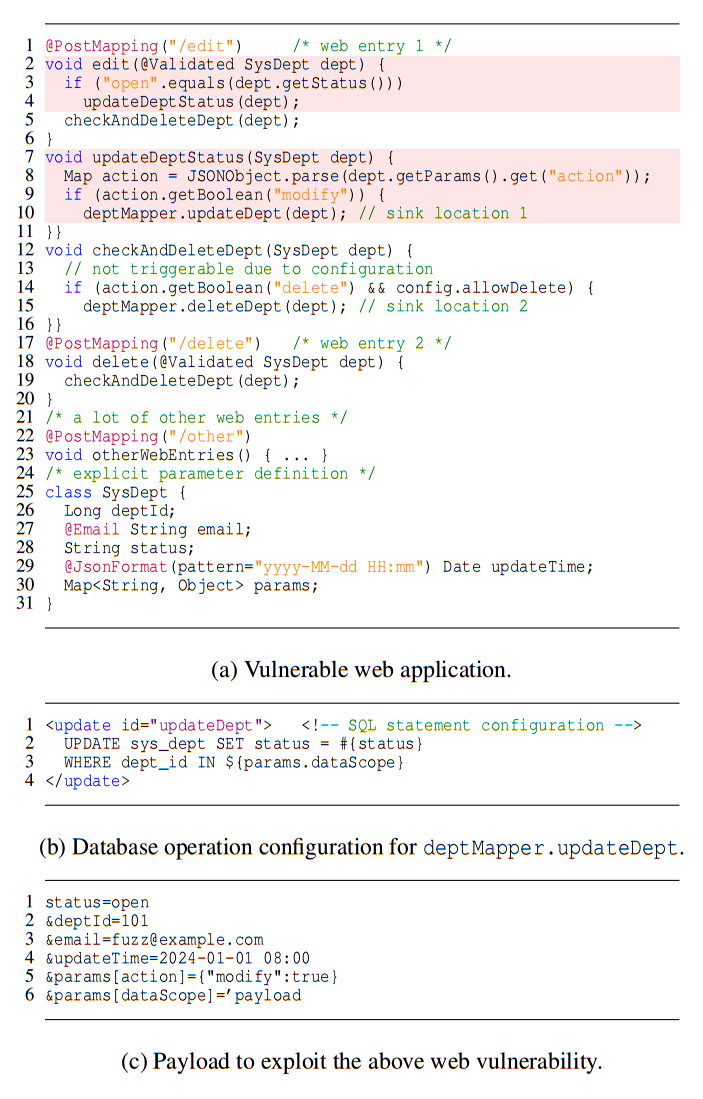 1 @PostMapping("/edit")     /* web entry 1 */
2 void edit(@Validated SysDept dept) {
3   if ("open".equals(dept.getStatus()))
4     updateDeptStatus(dept);
5   checkAndDeleteDept(dept);
6 }
7 void updateDeptStatus(SysDept dept) {
8   Map action = JSONObject.parse(dept.getParams().get("action"));
9   if (action.getBoolean("modify")) {
10     deptMapper.updateDept(dept); // sink location 1
11 }}
12 void checkAndDeleteDept(SysDept dept) {
13   // not triggerable due to configuration
14   if (action.getBoolean("delete") && config.allowDelete) {
15     deptMapper.deleteDept(dept); // sink location 2
16 }}
17 @PostMapping("/delete")   /* web entry 2 */
18 void delete(@Validated SysDept dept) {
19   checkAndDeleteDept(dept);
20 }
21 /* a lot of other web entries */
22 @PostMapping("/other")
23 void otherWebEntries() { ... }
24 /* explicit parameter definition */
25 class SysDept {
26   Long deptId;
27   @Email String email;
28   String status;
29   @JsonFormat(pattern="yyyy-MM-dd HH:mm") Date updateTime;
30   Map<String, Object> params;
31 }
(a) Vulnerable web application.
1 <update id="updateDept">   <!-- SQL statement configuration -->
2   UPDATE sys_dept SET status = #{status}
3   WHERE dept_id IN ${params.dataScope}
4 </update>
(b) Database operation configuration for deptMapper.updateDept.
1 status=open
2 &deptId=101
3 &email=fuzz@example.com
4 &updateTime=2024-01-01 08:00
5 &params[action]={"modify":true}
6 &params[dataScope]='payload
(c) Payload to exploit the above web vulnerability.